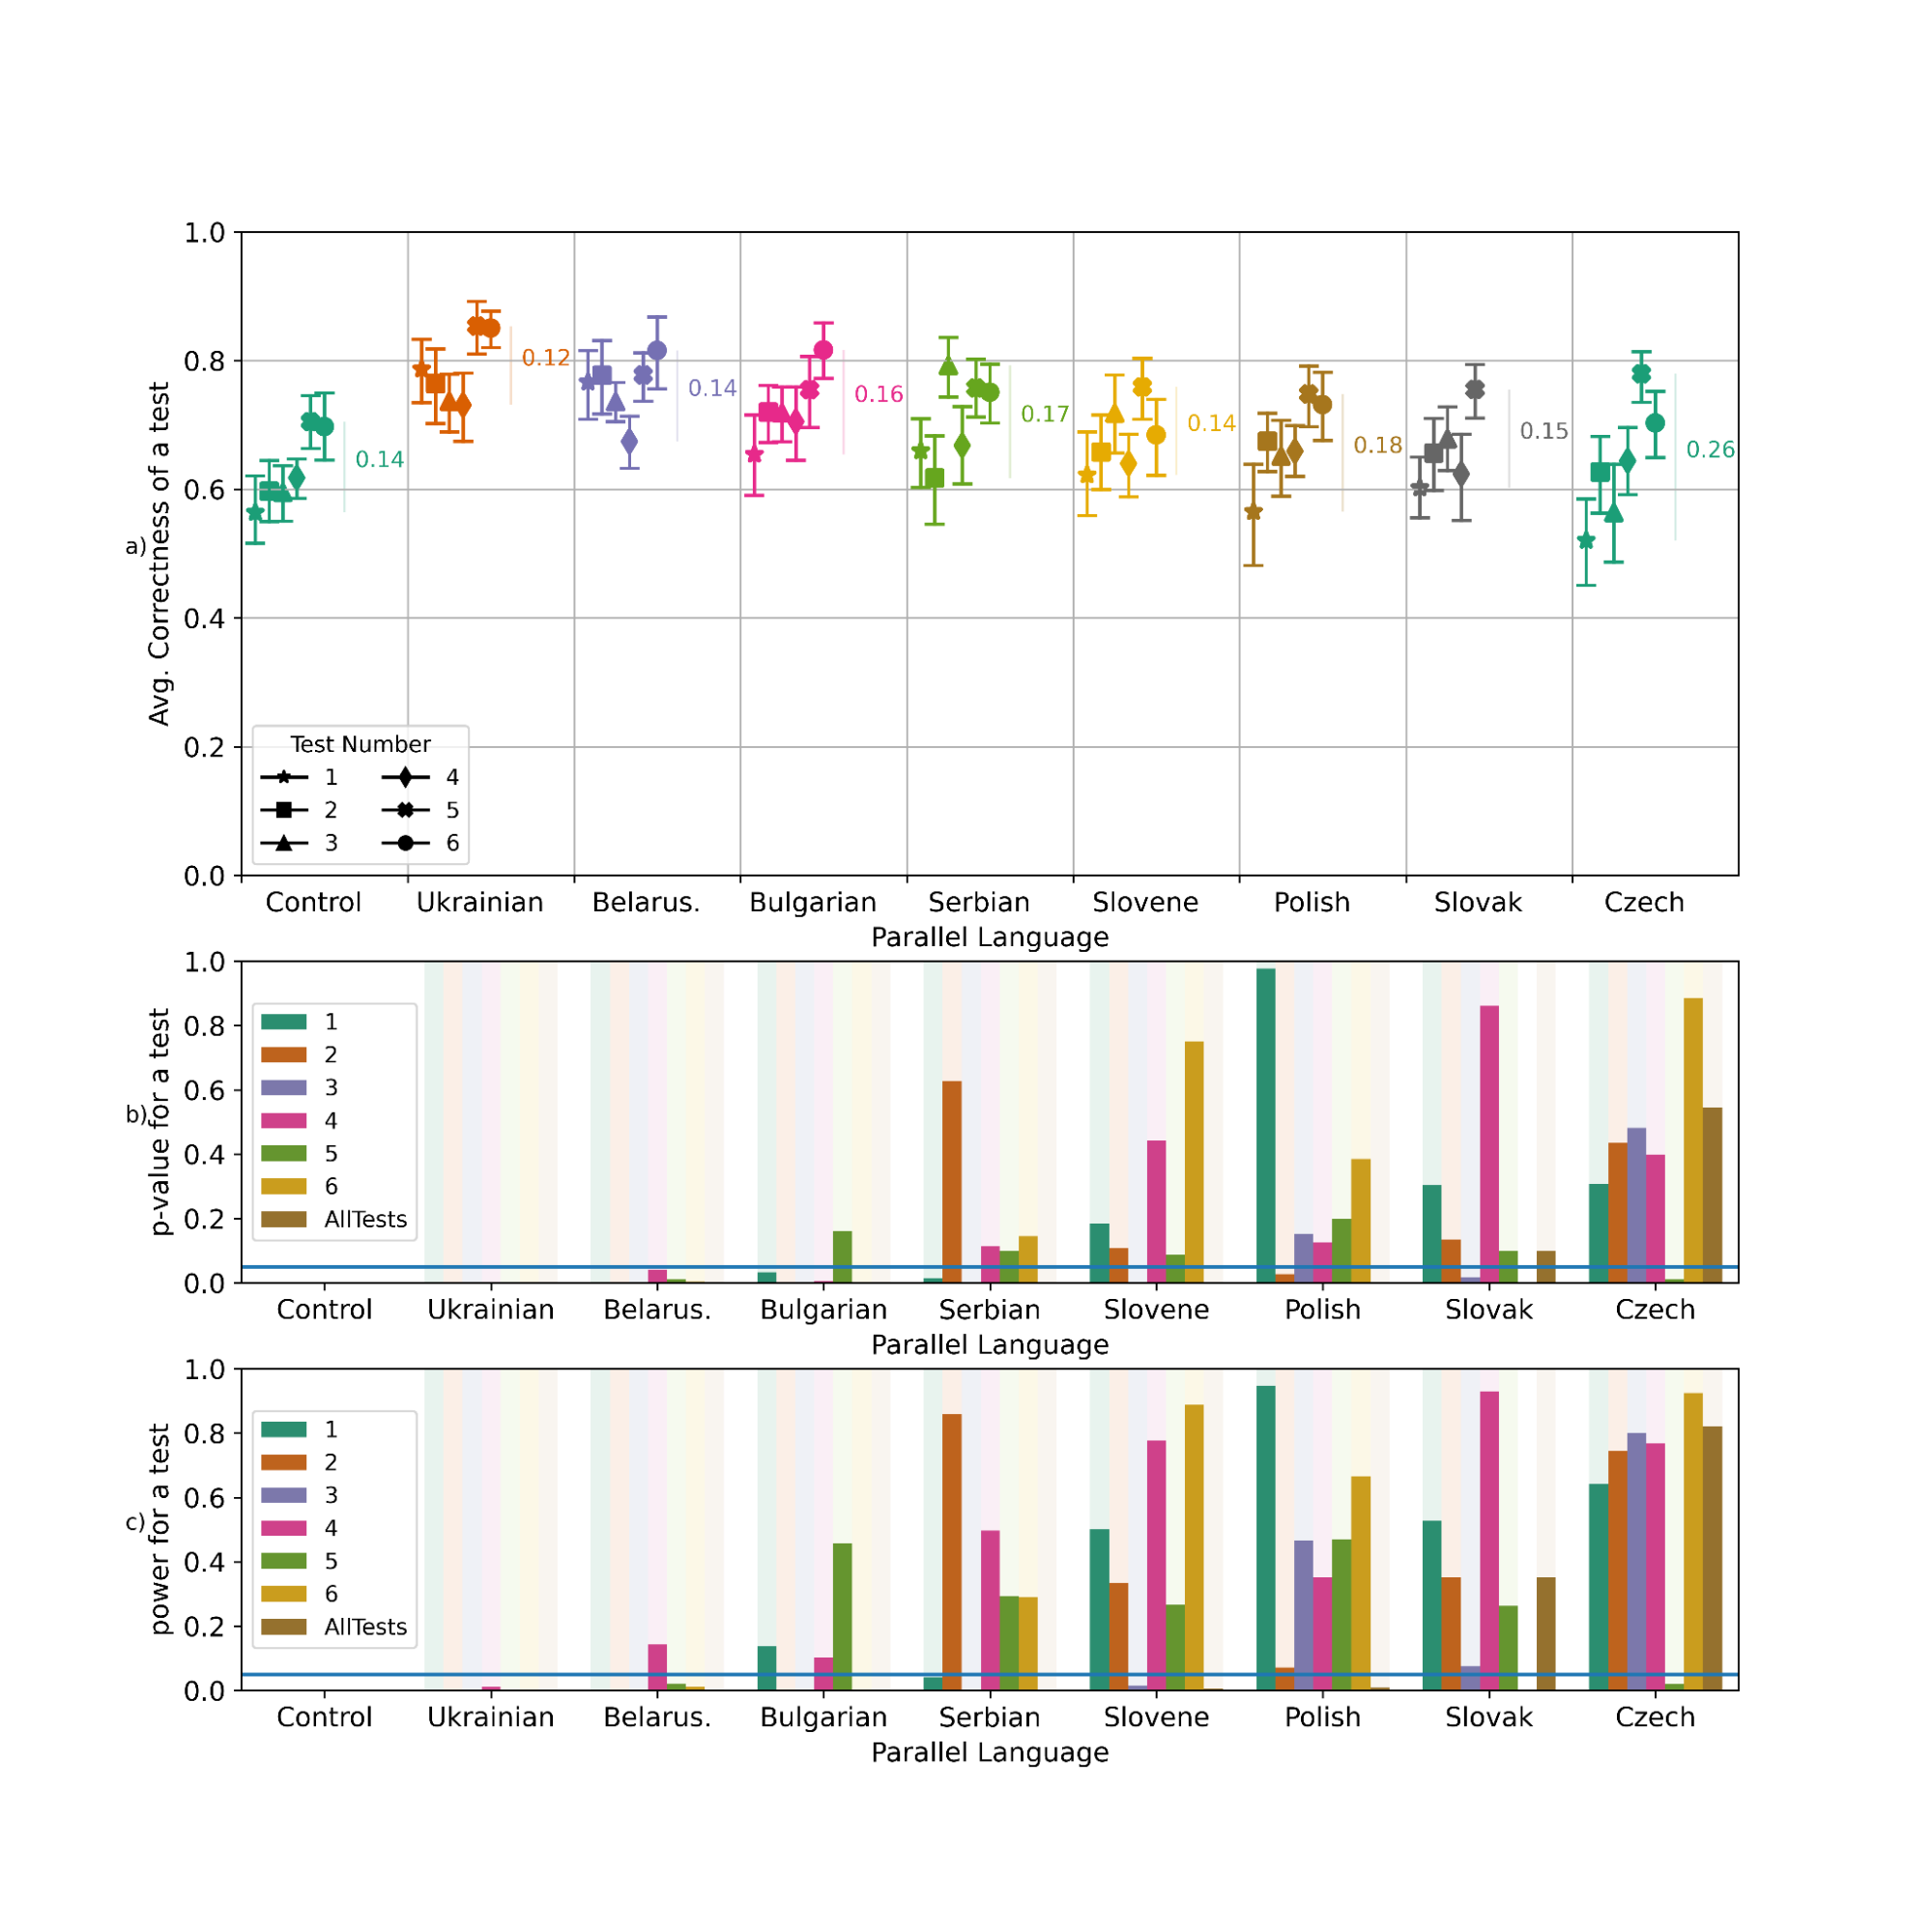 1.0
0.8
0.6
0.4
0.2
0.0
a)
Avg. Correctness of a test
0.14
0.12
0.14
0.16
0.17
0.14
0.18
0.15
0.26
Test Number
1 4
2 5
3 6
Control Ukrainian Belarus. Bulgarian Serbian Slovene Polish Slovak Czech
Parallel Language
1.0
0.8
0.6
0.4
0.2
0.0
b)
p-value for a test
1
2
3
4
5
6
AllTests
Control Ukrainian Belarus. Bulgarian Serbian Slovene Polish Slovak Czech
Parallel Language
1.0
0.8
0.6
0.4
0.2
0.0
c)
power for a test
1
2
3
4
5
6
AllTests
Control Ukrainian Belarus. Bulgarian Serbian Slovene Polish Slovak Czech
Parallel Language